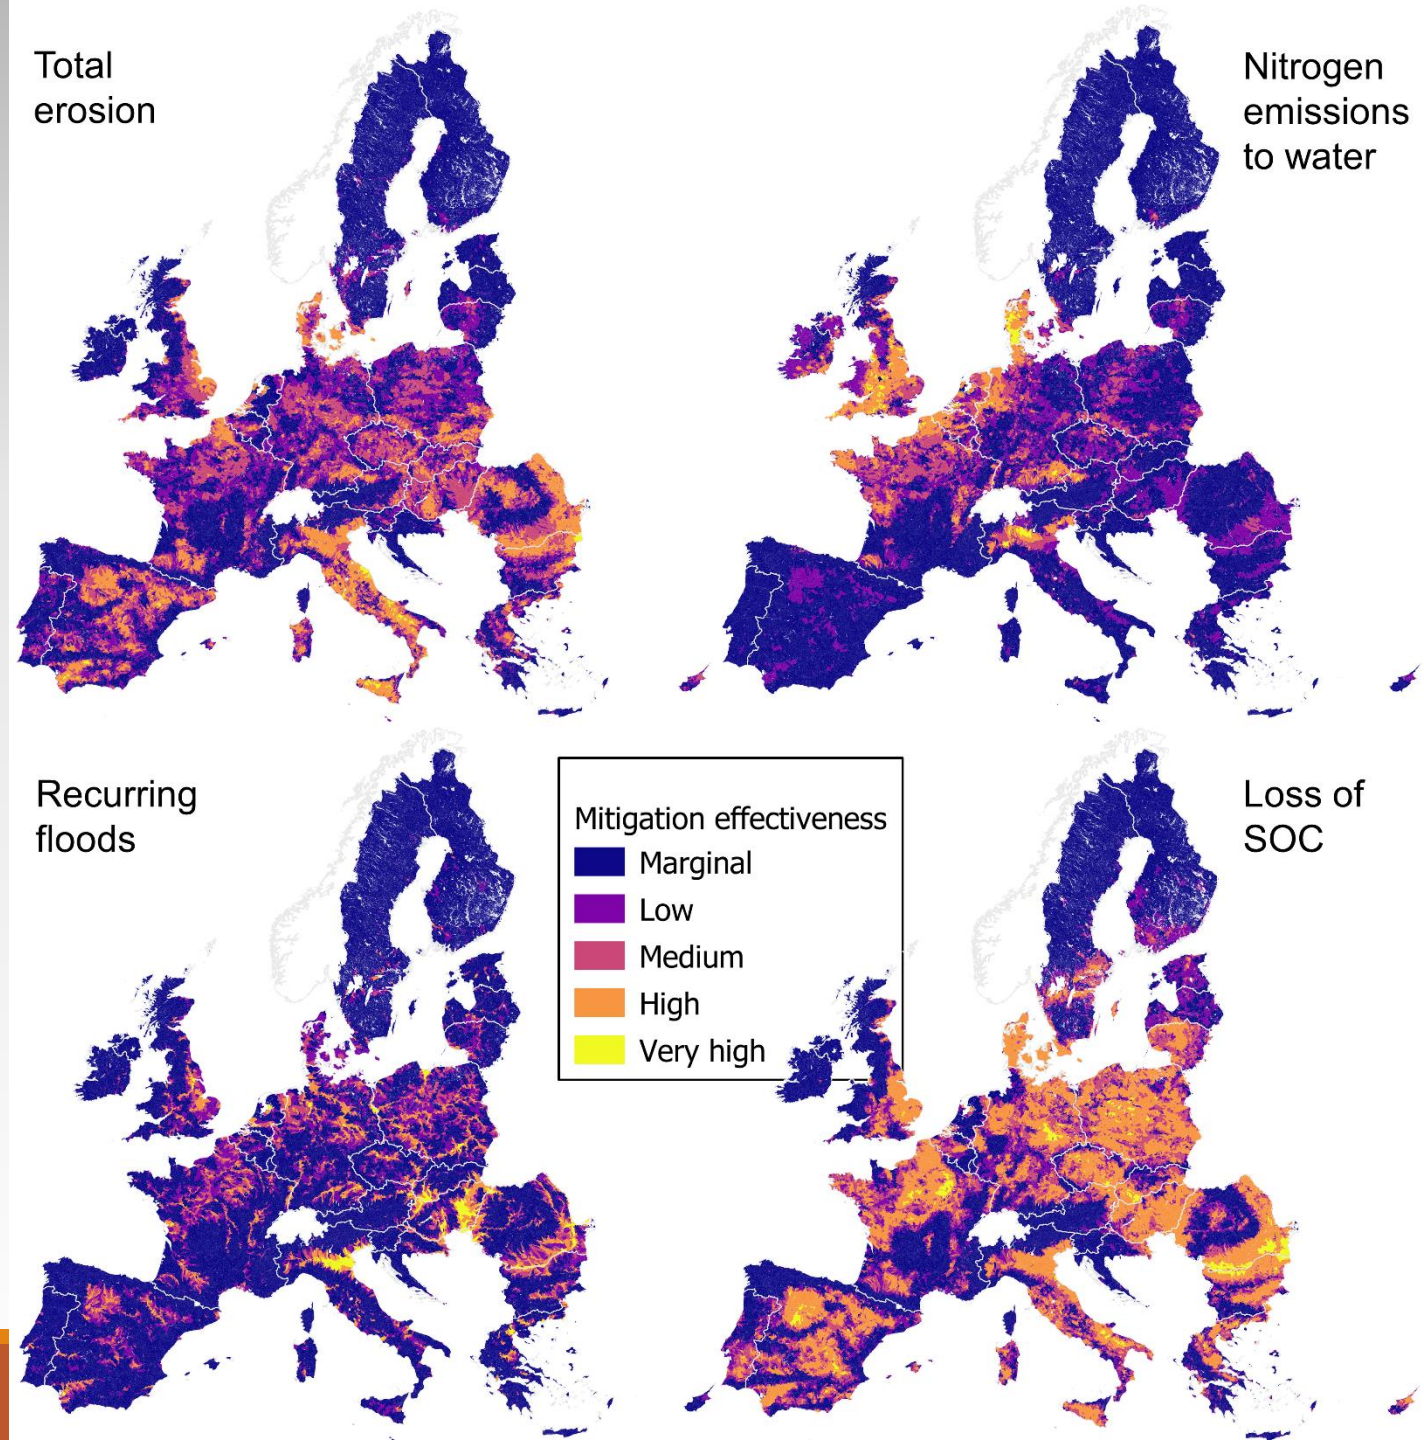 Total
erosion
Nitrogen
emissions
to water
Recurring
floods
Mitigation effectiveness
Marginal
Low
Medium
High
Very high
Loss of
SOC